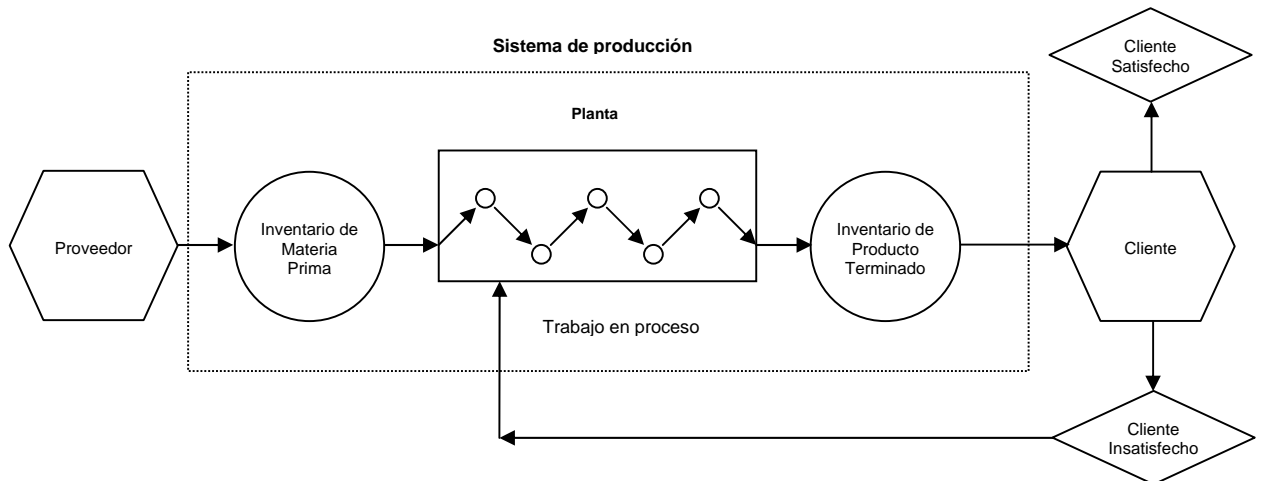 Sistema de producción
Cliente
Satisfecho
Planta
Proveedor
Inventario de
Materia
Prima
Inventario de
Producto
Terminado
Cliente
Trabajo en proceso
Cliente
Insatisfecho